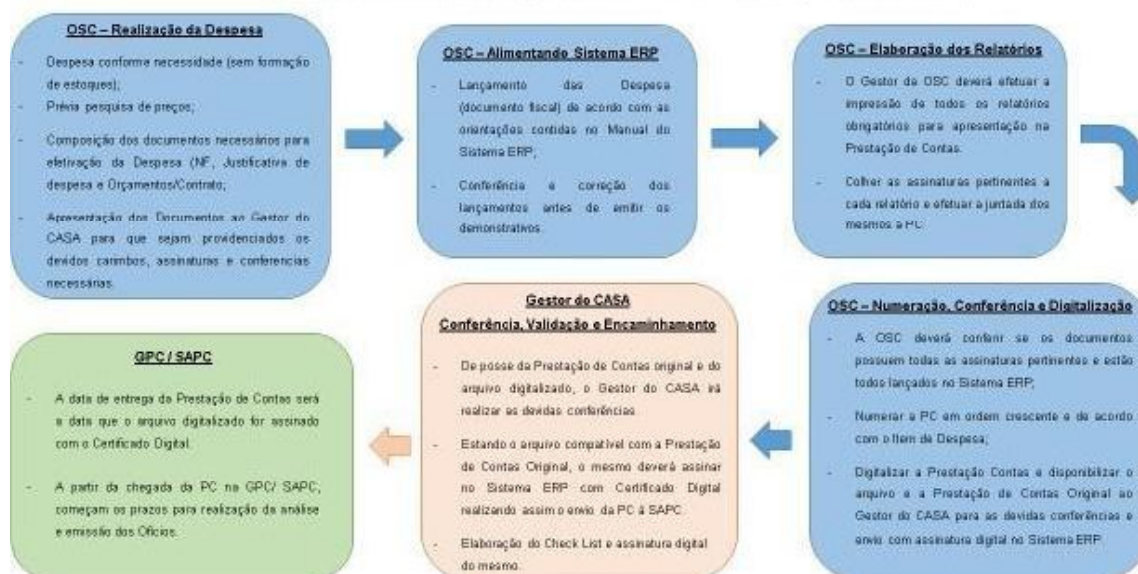 OSC – Realização da Despesa
- Despesa conforme necessidade (sem formação
de estoques);
- Prévia pesquisa de preços;
- Composição dos documentos necessários para
efetivação da Despesa (NF, Justificativa de
despesa e Orçamentos/Contrato;
- Apresentação dos Documentos ao Gestor do
CASA para que sejam providenciados os
devidos carimbos, assinaturas e conferencias
necessárias.
OSC – Alimentando Sistema ERP
- Lançamento das Despesa
(documento fiscal) de acordo com as
orientações contidas no Manual do
Sistema ERP;
- Conferência e correção dos
lançamentos antes de emitir os
demonstrativos.
OSC – Elaboração dos Relatórios
- O Gestor da OSC deverá efetuar a
impressão de todos os relatórios
obrigatórios para apresentação na
Prestação de Contas.
- Colher as assinaturas pertinentes a
cada relatório e efetuar a juntada dos
mesmos a PC.
OSC – Numeração, Conferência e Digitalização
- A OSC deverá conferir se os documentos
possuem todas as assinaturas pertinentes e estão
todos lançados no Sistema ERP;
- Numerar a PC em ordem crescente e de acordo
com o Item de Despesa;
- Digitalizar a Prestação Contas e disponibilizar o
arquivo e a Prestação de Contas Original ao
Gestor do CASA para as devidas conferências e
envio com assinatura digital no Sistema ERP
Gestor do CASA
Conferência, Validação e Encaminhamento
- De posse da Prestação de Contas original e do
arquivo digitalizado, o Gestor do CASA irá
realizar as devidas conferências
- Estando o arquivo compatível com a Prestação
de Contas Original, o mesmo deverá assinar
no Sistema ERP com Certificado Digital
realizando assim o envio da PC à SAPC.
- Elaboração do Check List e assinatura digital
do mesmo.
GPC / SAPC
- A data de entrega da Prestação de Contas será
a data que o arquivo digitalizado for assinado
com o Certificado Digital.
- A partir da chegada da PC na GPC/ SAPC,
começam os prazos para realização da análise
e emissão dos Ofícios.